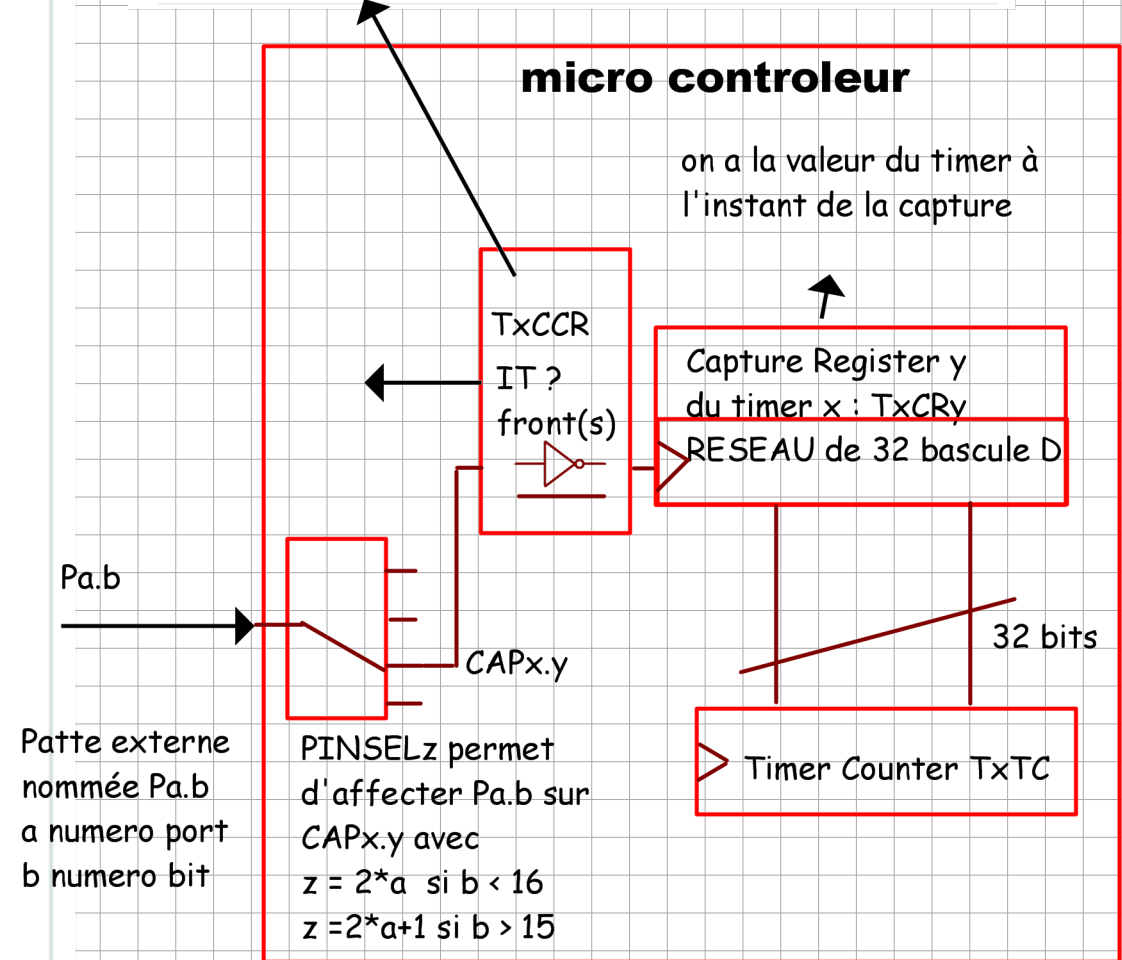 micro controleur
on a la valeur du timer à
l'instant de la capture
TxCCR
IT ?
front(s)
Capture Register y
du timer x : TxCRy
RESEAU de 32 bascule D
Pa.b
CAPx.y
32 bits
Timer Counter TxTC
Patte externe
nommée Pa.b
a numero port
b numero bit
PINSELz permet
d'affecter Pa.b sur
CAPx.y avec
z = 2*a si b < 16
z =2*a+1 si b > 15